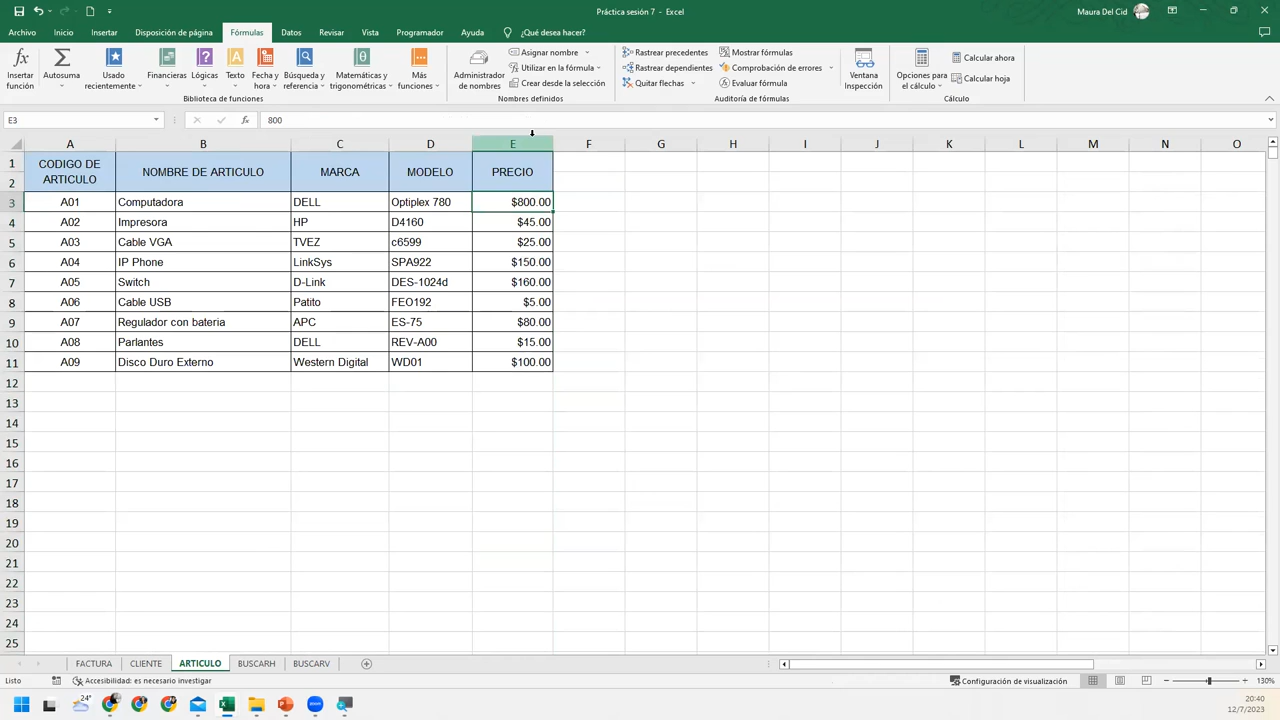 Práctica sesión 7 - Excel
Maura Del Cid
Archivo Inicio Insertar Disposición de página Fórmulas Datos Revisar Vista Programador Ayuda ¿Qué desea hacer?
Insertar función
Autosuma
Usado recientemente
Financieras
Lógicas
Texto
Fecha y hora
Búsqueda y referencia
Matemáticas y trigonométricas
Más funciones
Biblioteca de funciones
Administrador de nombres
Asignar nombre
Utilizar en la fórmula
Crear desde la selección
Nombres definidos
Rastrear precedentes
Rastrear dependientes
Quitar flechas
Mostrar fórmulas
Comprobación de errores
Evaluar fórmula
Auditoría de fórmulas
Ventana Inspección
Opciones para el cálculo
Calcular ahora
Calcular hoja
Cálculo
E3 fx 800
A B C D E F G H I J K L M N O
1
2
CODIGO DE ARTICULO NOMBRE DE ARTICULO MARCA MODELO PRECIO
3 A01 Computadora DELL Optiplex 780 $800.00
4 A02 Impresora HP D4160 $45.00
5 A03 Cable VGA TVEZ c6599 $25.00
6 A04 IP Phone LinkSys SPA922 $150.00
7 A05 Switch D-Link DES-1024d $160.00
8 A06 Cable USB Patito FEO192 $5.00
9 A07 Regulador con bateria APC ES-75 $80.00
10 A08 Parlantes DELL REV-A00 $15.00
11 A09 Disco Duro Externo Western Digital WD01 $100.00
12
13
14
15
16
17
18
19
20
21
22
23
24
25
FACTURA CLIENTE ARTICULO BUSCARH BUSCARV
Listo Accesibilidad: es necesario investigar Configuración de visualización 130%
24°
20:40
12/7/2023